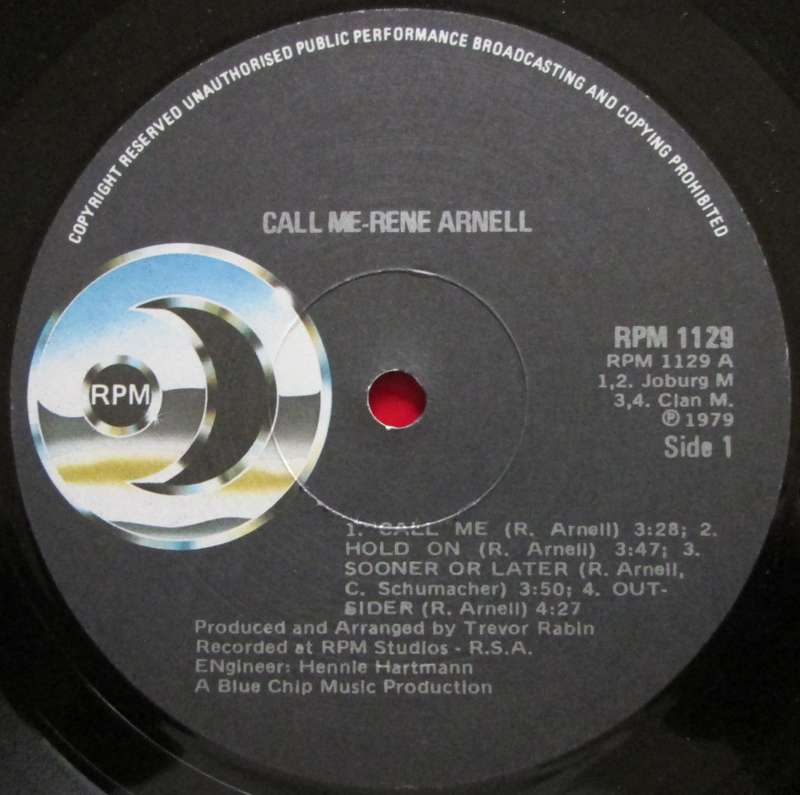 COPYRIGHT RESERVED UNAUTHORISED PUBLIC PERFORMANCE BROADCASTING AND COPYING PROHIBITED
CALL ME-RENE ARNELL
RPM
RPM 1129
RPM 1129 A
1,2. Joburg M
3,4. Clan M.
℗ 1979
Side 1
1. CALL ME (R. Arnell) 3:28; 2.
HOLD ON (R. Arnell) 3:47; 3.
SOONER OR LATER (R. Arnell,
C. Schumacher) 3:50; 4. OUT-
SIDER (R. Arnell) 4:27
Produced and Arranged by Trevor Rabin
Recorded at RPM Studios - R.S.A.
ENgineer: Hennie Hartmann
A Blue Chip Music Production